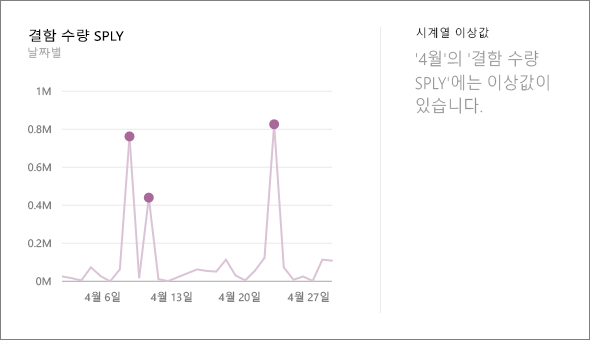 결함 수량 SPLY
날짜별
1M
0.8M
0.6M
0.4M
0.2M
0M
4월 6일 4월 13일 4월 20일 4월 27일
시계열 이상값
'4월'의 '결함 수량
SPLY'에는 이상값이
있습니다.